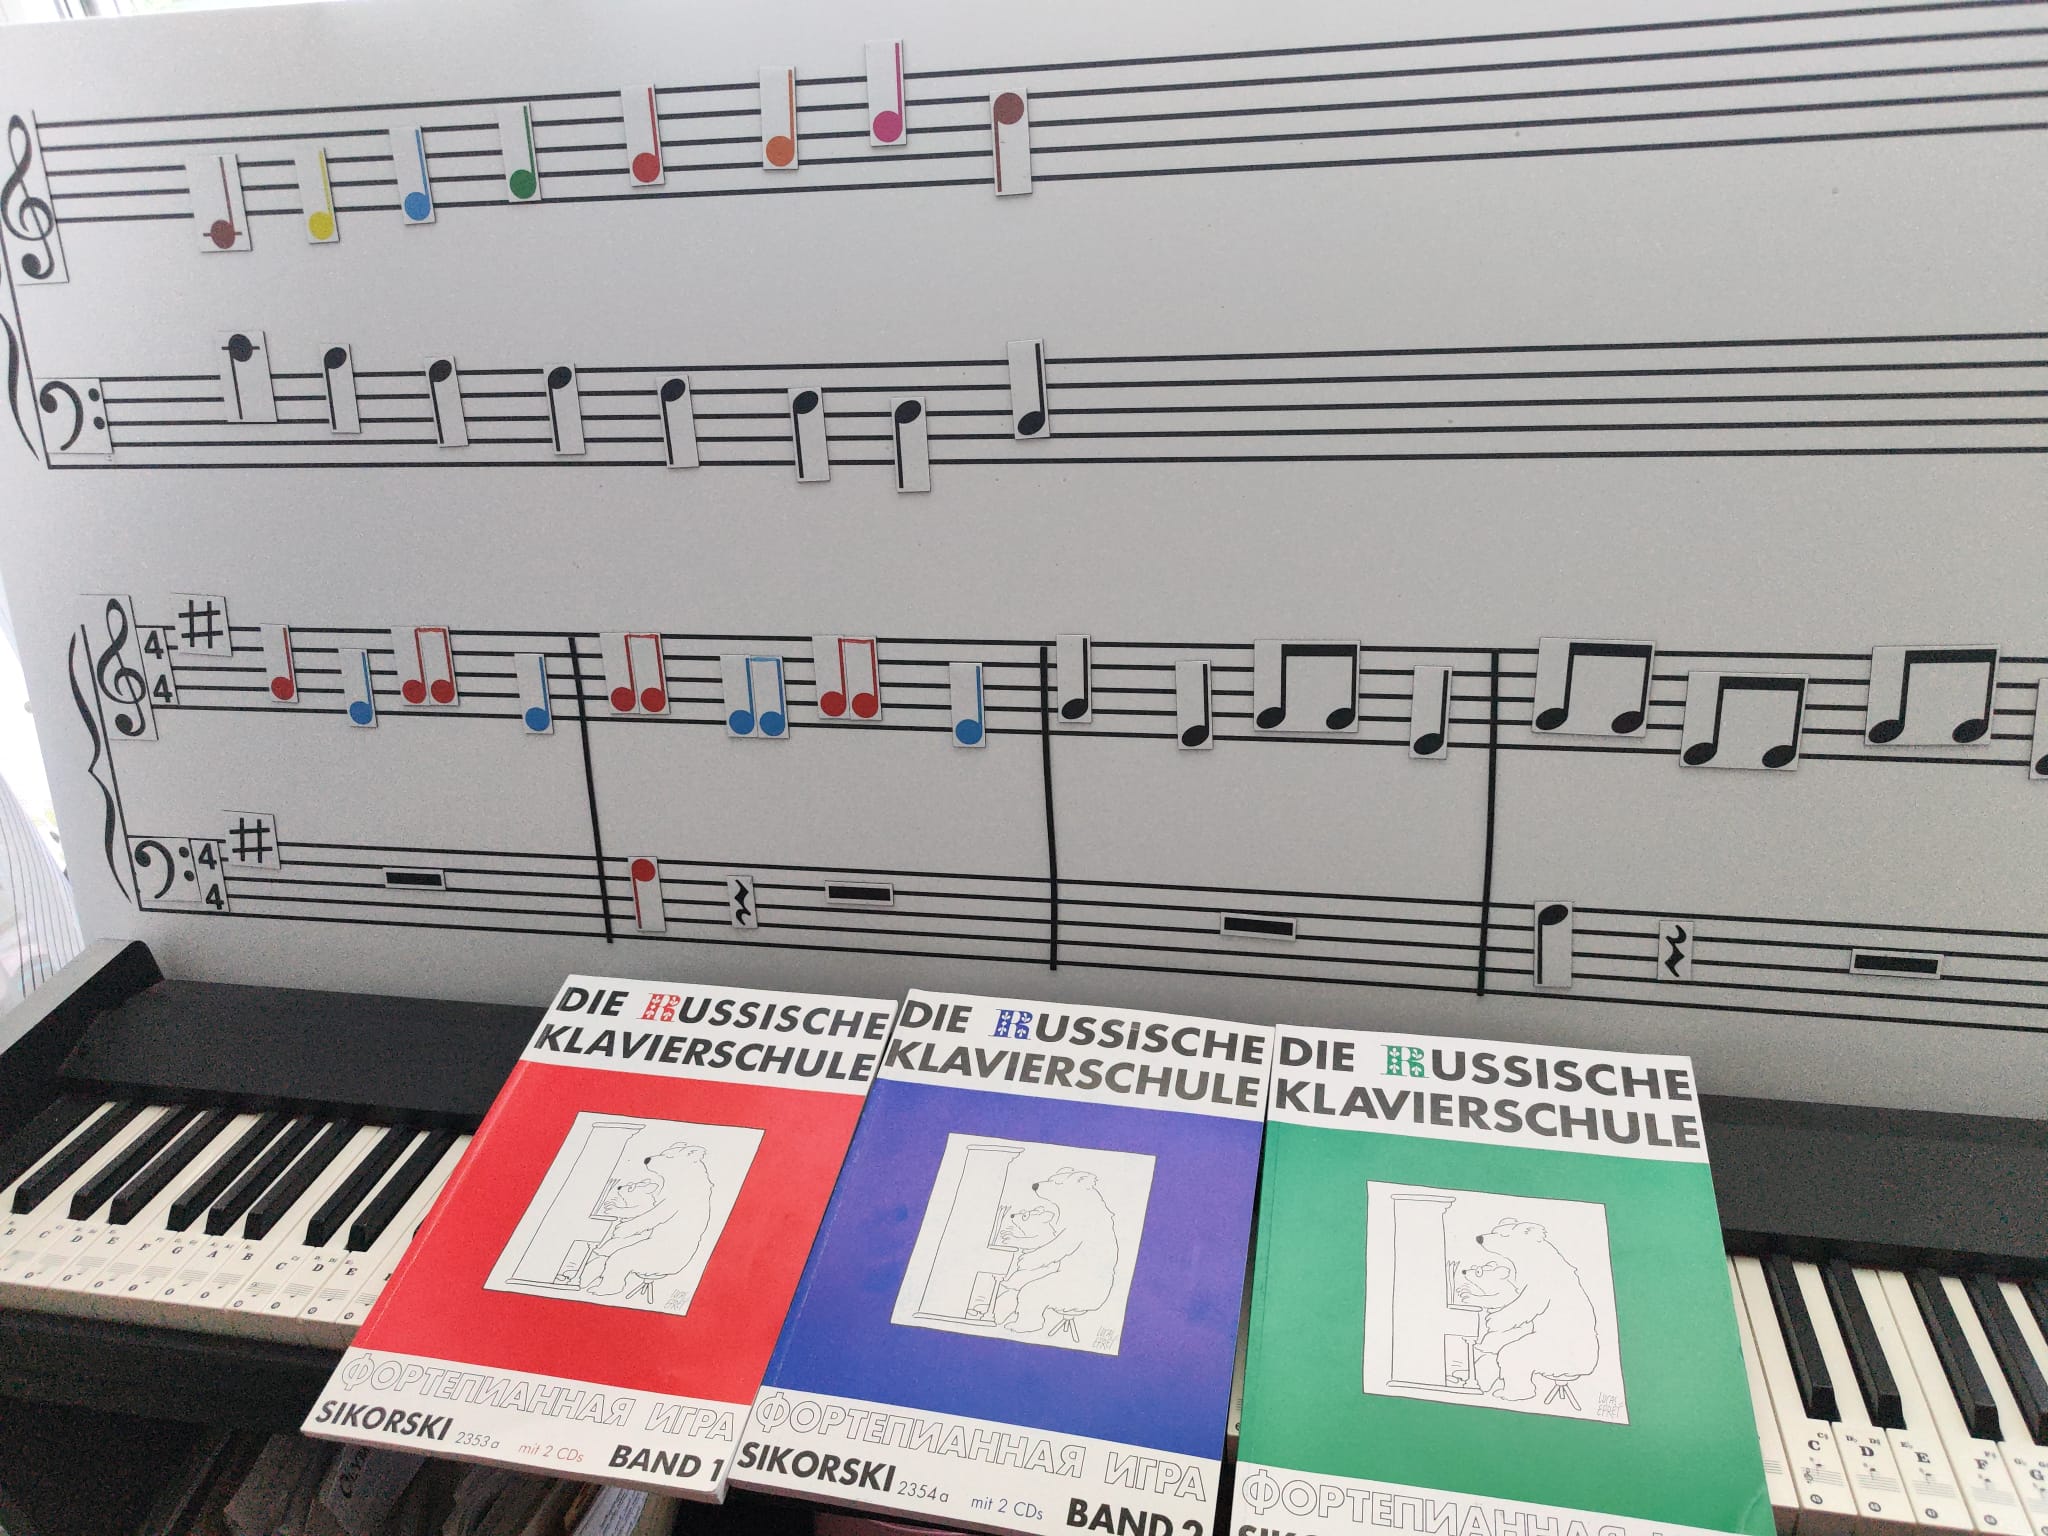 4
4
4
4
DIE RUSSISCHE
KLAVIERSCHULE
ФОРТЕПИАННАЯ ИГРА
SIKORSKI 2353a mit 2 CDs BAND 1
DIE RUSSISCHE
KLAVIERSCHULE
ФОРТЕПИАННАЯ ИГРА
SIKORSKI 2354a mit 2 CDs BAND 2
DIE RUSSISCHE
KLAVIERSCHULE
ФОРТЕПИАННАЯ
B C D E F G A B C D E
C D E F G